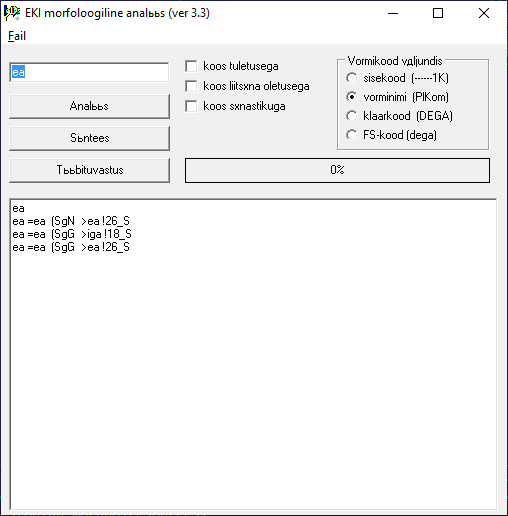 EKI morfoloogiline analььs (ver 3.3)
Fail
ea
koos tuletusega
koos liitsхna oletusega
koos sхnastikuga
Vormikood vдljundis
sisekood (------1K)
vorminimi (PlKom)
klaarkood (DEGA)
FS-kood (dega)
Analььs
Sьntees
Tььbituvastus
0%
ea
ea =ea (SgN >ea !26_S
ea =ea (SgG >iga !18_S
ea =ea (SgG >ea !26_S